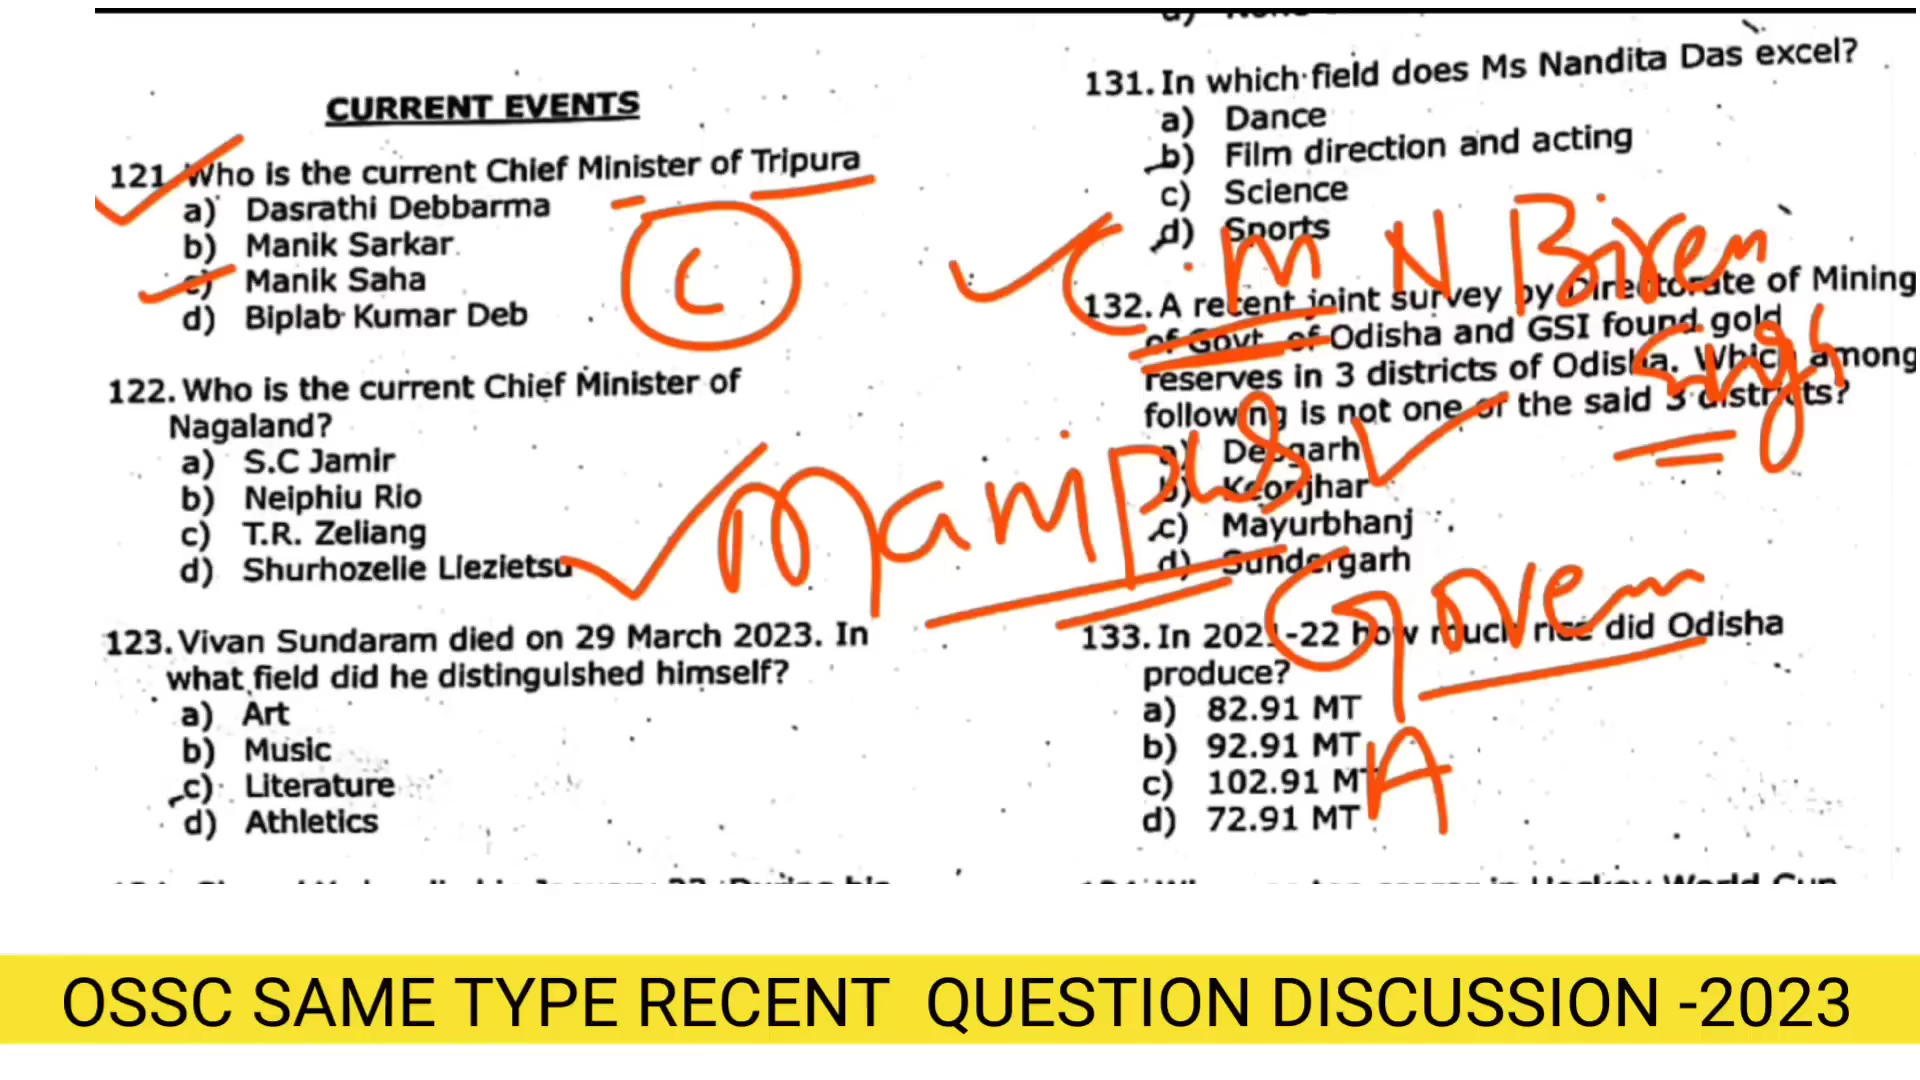 CURRENT EVENTS
121. Who is the current Chief Minister of Tripura
a) Dasrathi Debbarma
b) Manik Sarkar
c) Manik Saha
d) Biplab Kumar Deb
C
122. Who is the current Chief Minister of
Nagaland?
a) S.C Jamir
b) Neiphiu Rio
c) T.R. Zeliang
d) Shurhozelie Liezietsu
123. Vivan Sundaram died on 29 March 2023. In
what field did he distinguished himself?
a) Art
b) Music
c) Literature
d) Athletics
131. In which field does Ms Nandita Das excel?
a) Dance
b) Film direction and acting
c) Science
d) Sports
C.M N Biren
132. A recent joint survey by Directorate of Mining
of Govt. of Odisha and GSI found gold
reserves in 3 districts of Odisha. Which among
following is not one of the said 3 districts?
a) Deogarh
b) Keonjhar
c) Mayurbhanj
d) Sundergarh
133. In 2021-22 how much rice did Odisha
produce?
a) 82.91 MT
b) 92.91 MT
c) 102.91 MT
d) 72.91 MT
A
OSSC SAME TYPE RECENT QUESTION DISCUSSION -2023